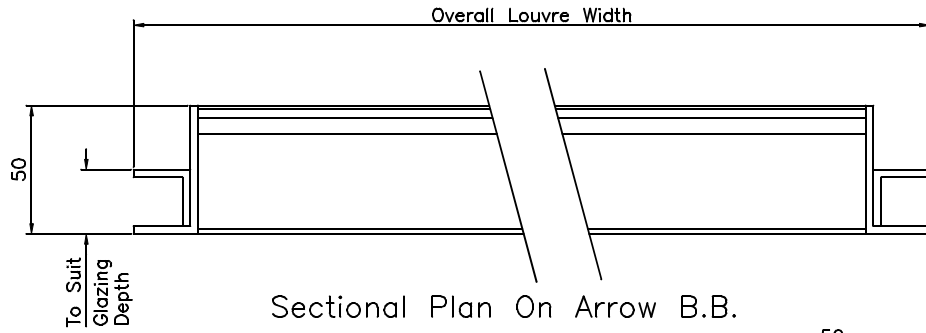 Overall Louvre Width
50
To Suit
Glazing
Depth
Sectional Plan On Arrow B.B.